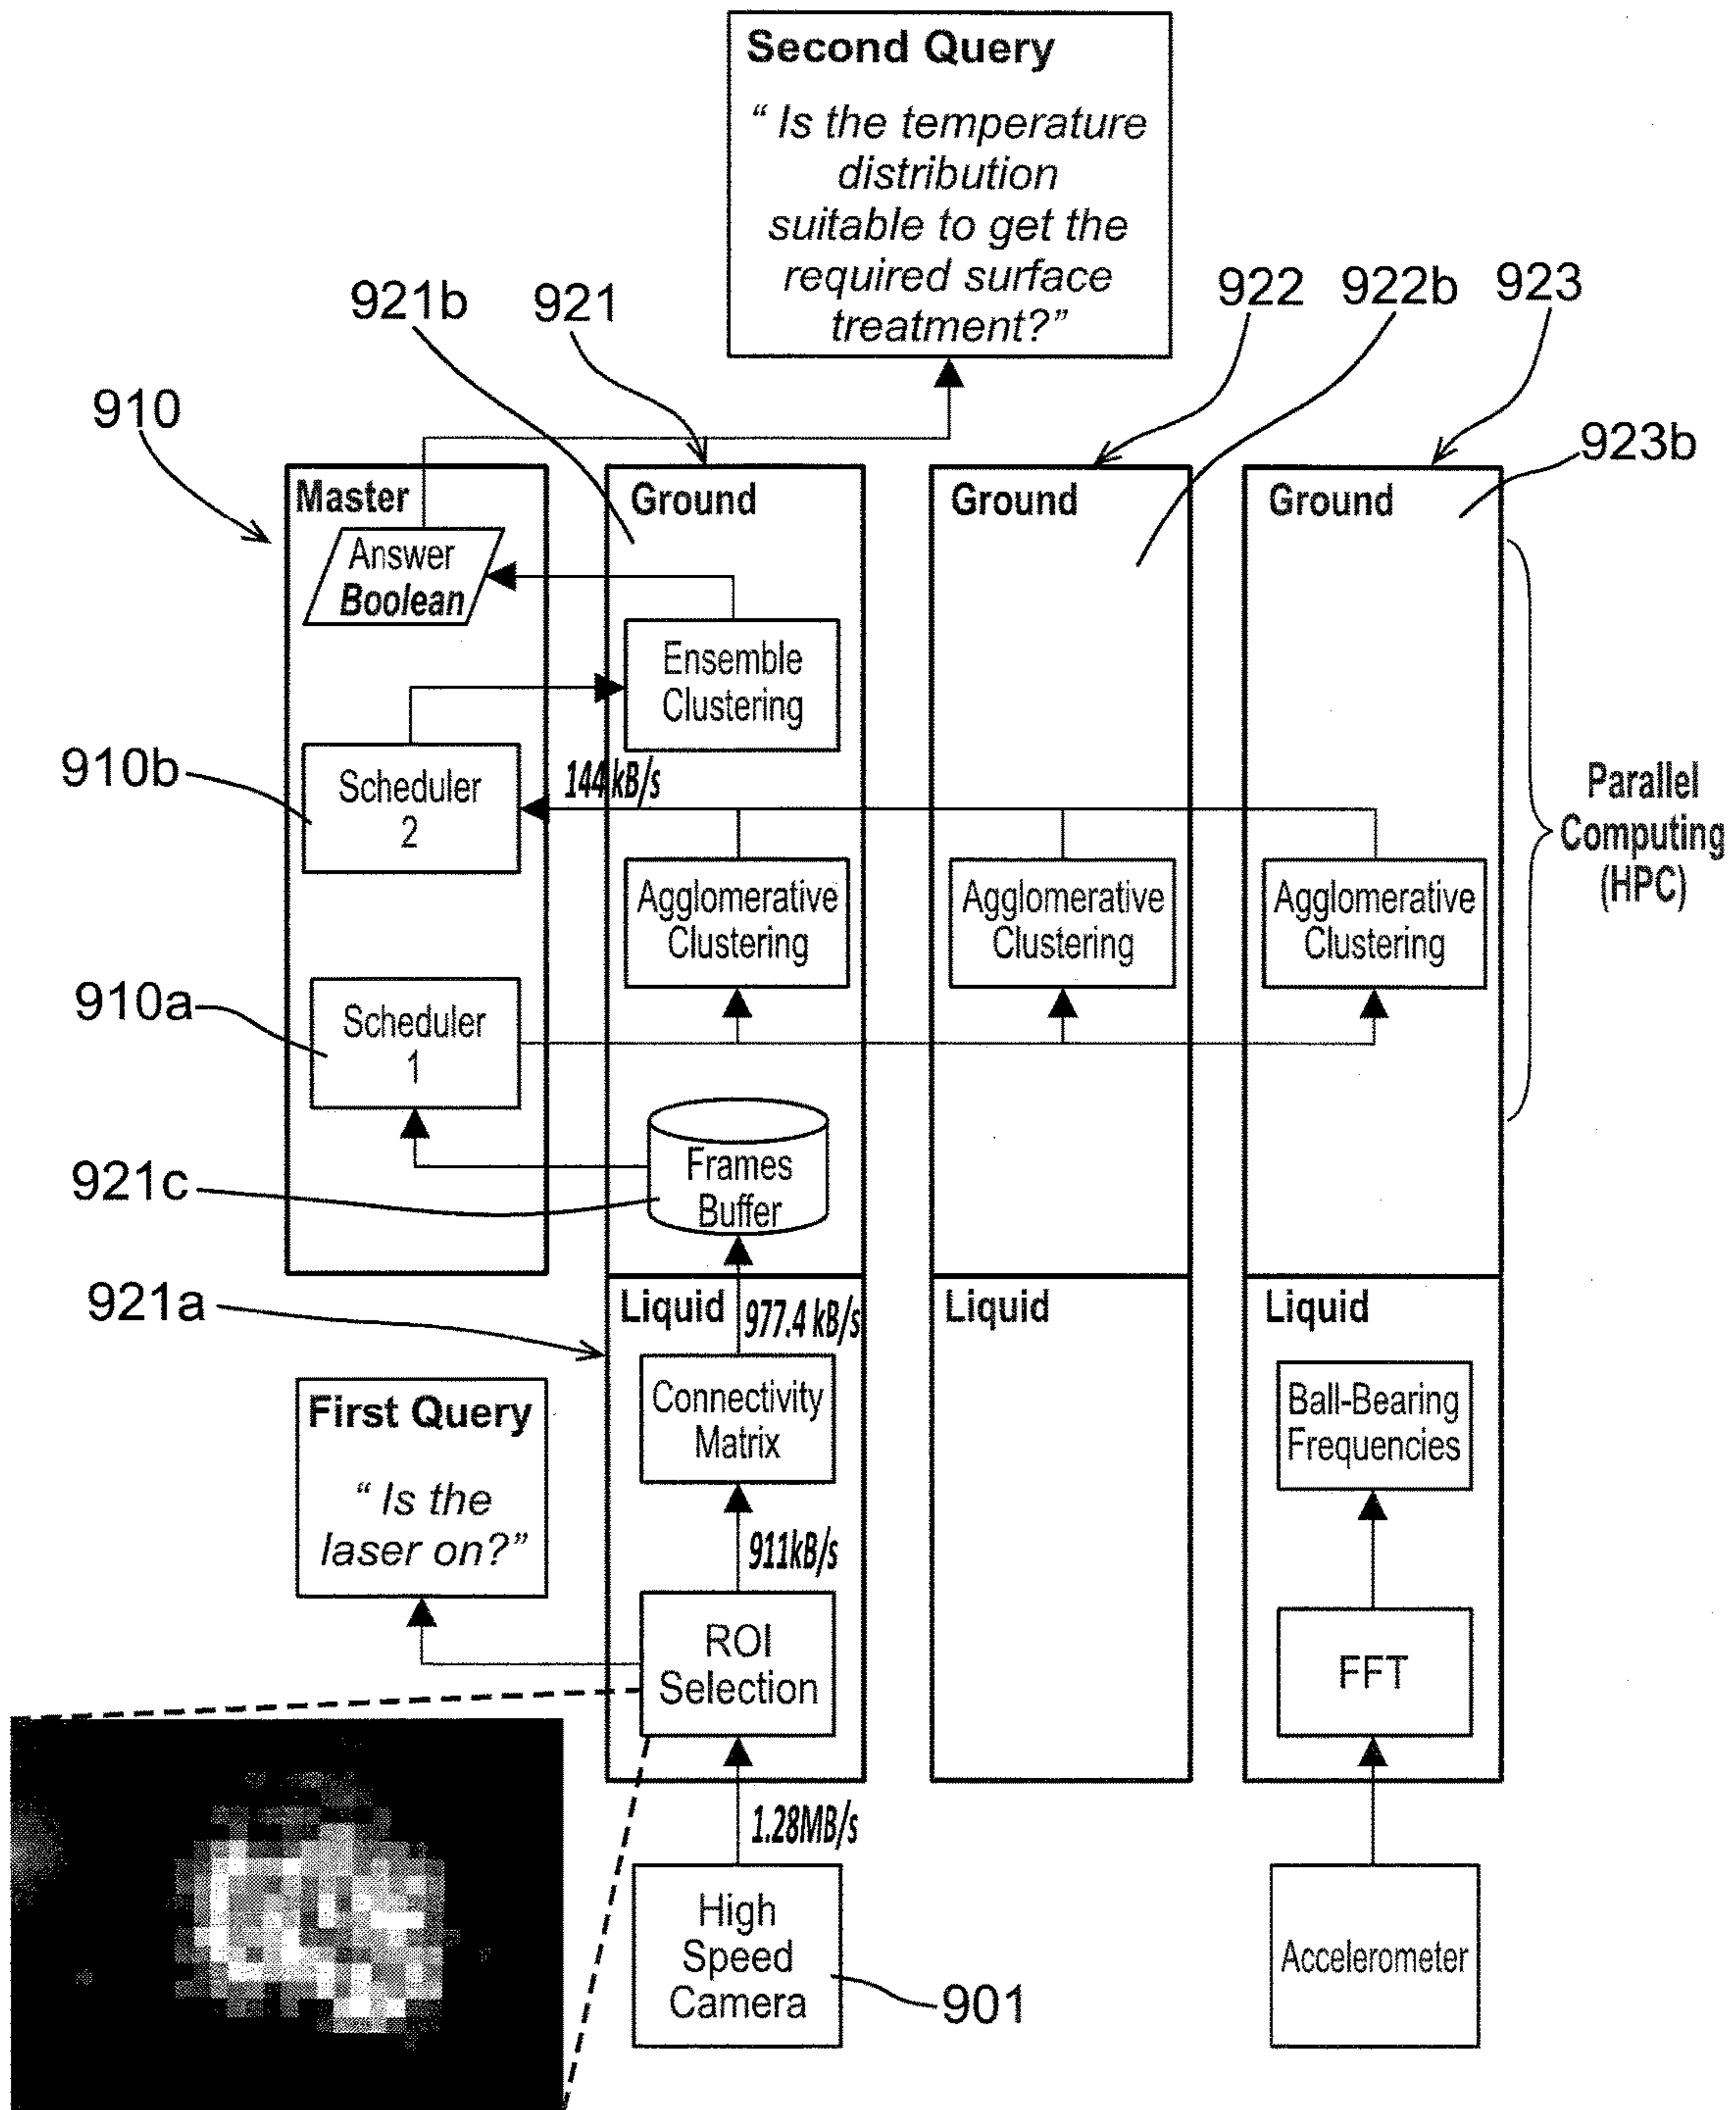 Second Query
“ Is the temperature
distribution
suitable to get the
required surface
treatment?”
921b
921
922
922b
923
910
923b
Master
Ground
Ground
Ground
Answer
Boolean
Ensemble
Clustering
910b
Scheduler
2
144 kB/s
Parallel
Computing
(HPC)
Agglomerative
Clustering
Agglomerative
Clustering
Agglomerative
Clustering
910a
Scheduler
1
921c
Frames
Buffer
921a
Liquid
977.4 kB/s
Liquid
Liquid
First Query
“ Is the
laser on?”
Connectivity
Matrix
Ball-Bearing
Frequencies
911kB/s
ROI
Selection
FFT
1.28MB/s
High
Speed
Camera
901
Accelerometer